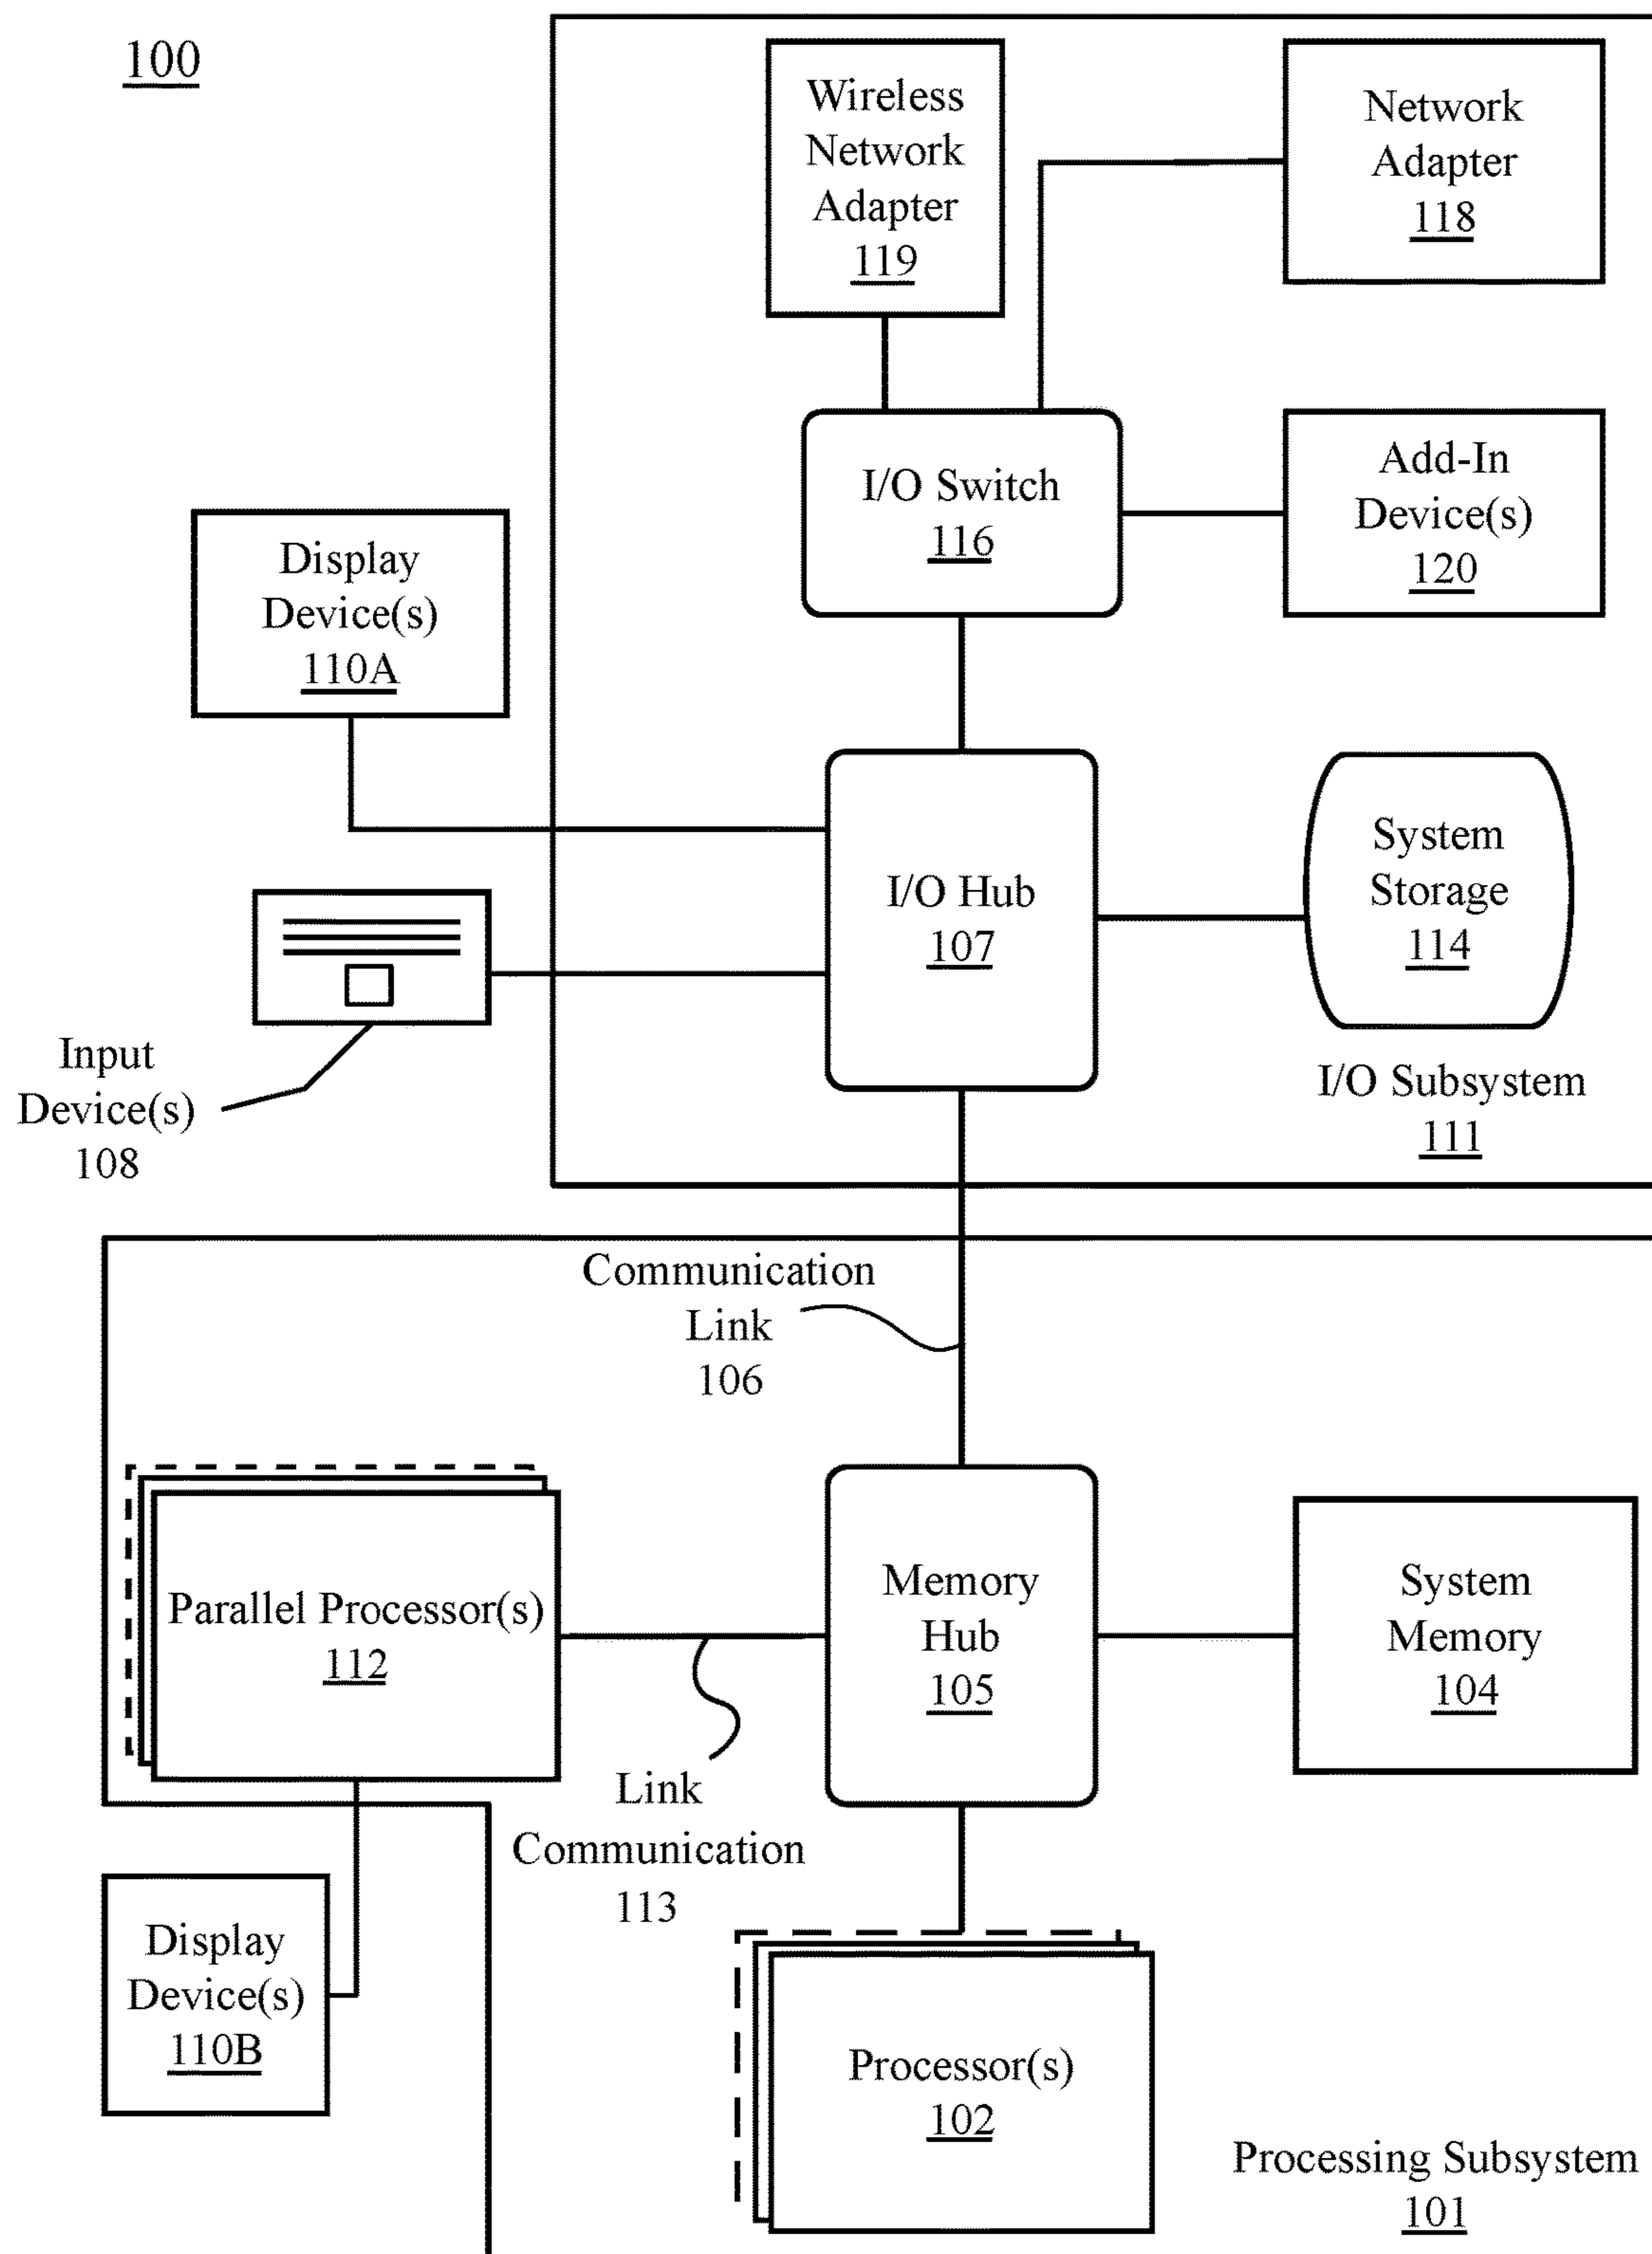 100
Wireless
Network
Adapter
119
Network
Adapter
118
I/O Switch
116
Add-In
Device(s)
120
Display
Device(s)
110A
I/O Hub
107
System
Storage
114
Input
Device(s)
108
I/O Subsystem
111
Communication
Link
106
Parallel Processor(s)
112
Memory
Hub
105
System
Memory
104
Link
Communication
113
Display
Device(s)
110B
Processor(s)
102
Processing Subsystem
101